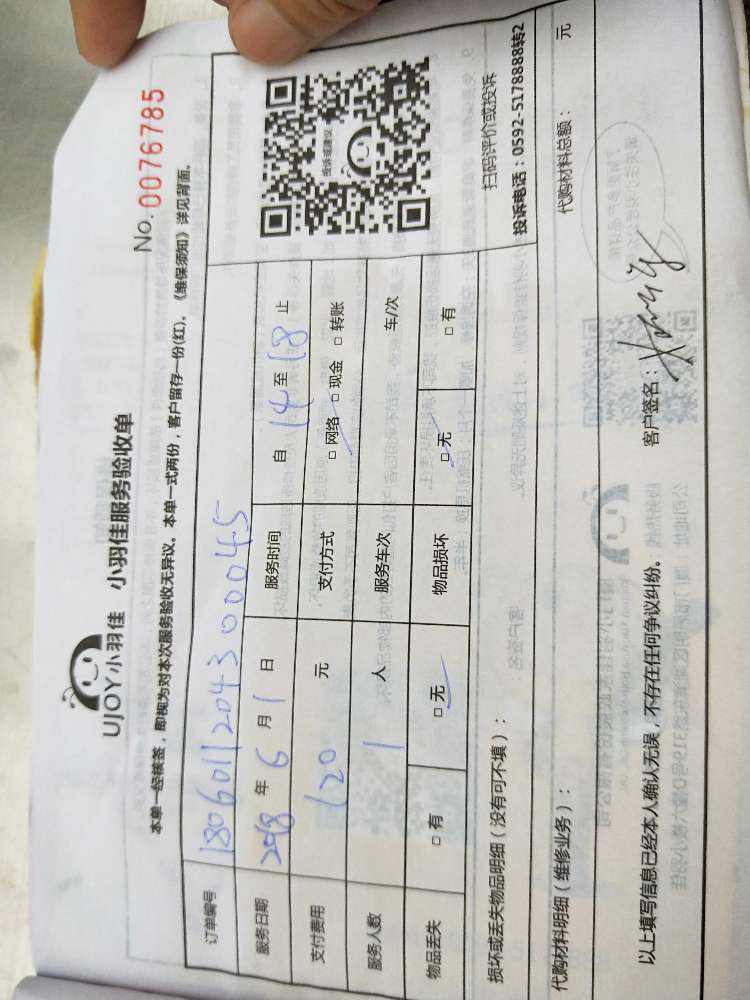 UJOY小羽佳 小羽佳服务验收单
No. 0076785
本单一经核签，即视为对本次服务验收无异议。本单一式两份，客户留存一份(红)。《维保须知》详见背面。
订单编号 18060112043000045
服务日期 2018 年 6 月 1 日 服务时间 自 14 至 18 止
支付费用 120 元 支付方式 □ 网络 □ 现金 □ 转账
服务人数 1 人 服务车次 车/次
物品丢失 □ 有 □ 无 物品损坏 □ 无 □ 有
投诉或建议
扫码评价或投诉
投诉电话：0592-5178888转2
损坏或丢失物品明细（没有可不填）：
代购材料明细（维修业务）： 代购材料总额： 元
以上填写信息已经本人确认无误，不存在任何争议纠纷。 客户签名：